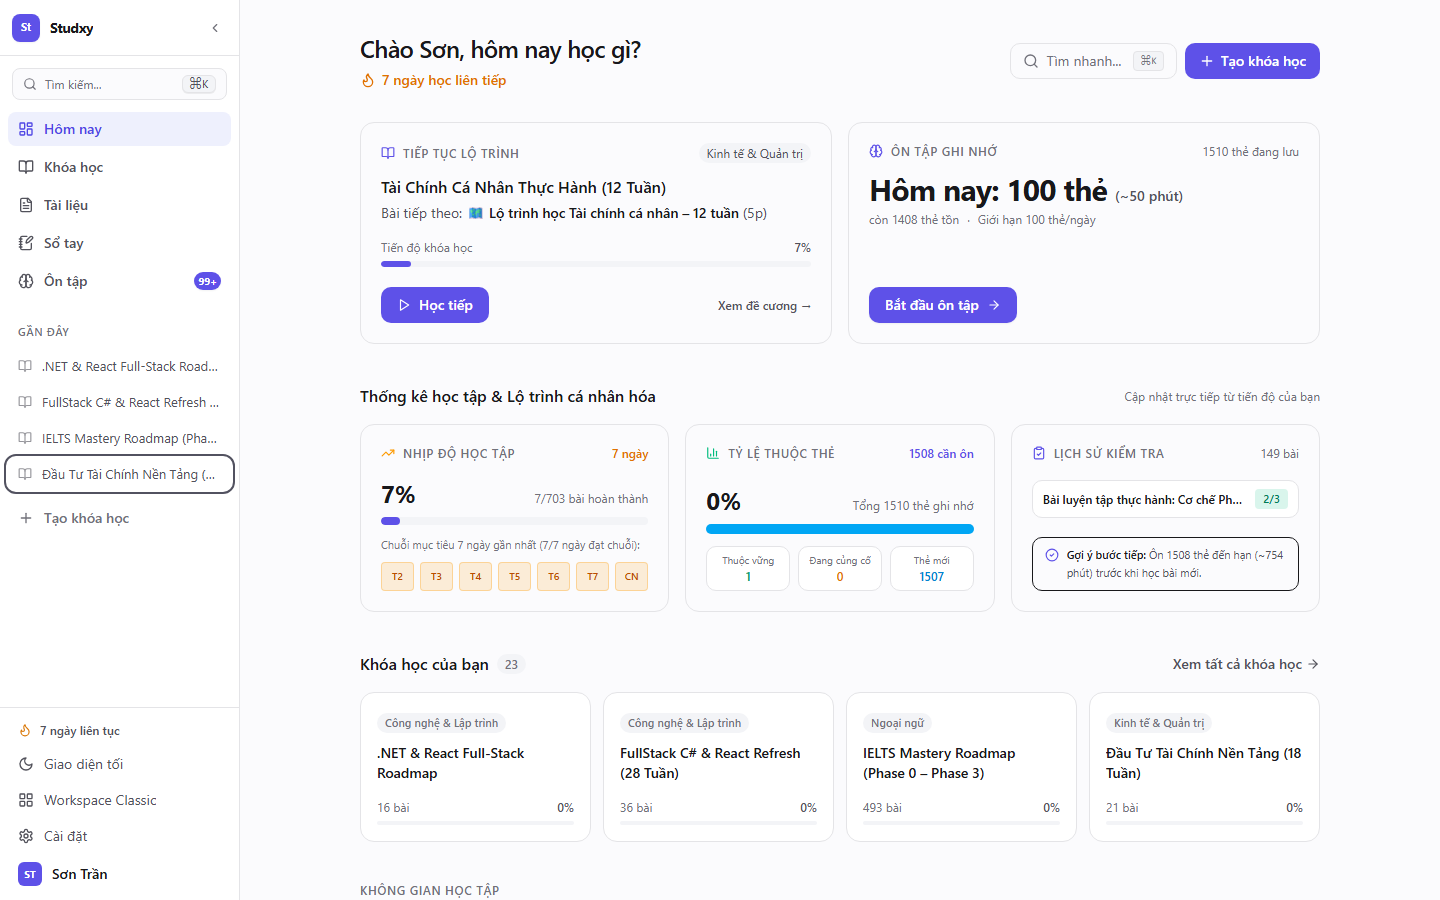 St Studxy
Tìm kiếm... ⌘K
Hôm nay
Khóa học
Tài liệu
Sổ tay
Ôn tập 99+
GẦN ĐÂY
.NET & React Full-Stack Road...
FullStack C# & React Refresh ...
IELTS Mastery Roadmap (Pha...
Đầu Tư Tài Chính Nền Tảng (...
Tạo khóa học
7 ngày liên tục
Giao diện tối
Workspace Classic
Cài đặt
ST Sơn Trần
Chào Sơn, hôm nay học gì?
7 ngày học liên tiếp
Tìm nhanh... ⌘K
Tạo khóa học
TIẾP TỤC LỘ TRÌNH Kinh tế & Quản trị
Tài Chính Cá Nhân Thực Hành (12 Tuần)
Bài tiếp theo: 🗺️ Lộ trình học Tài chính cá nhân – 12 tuần (5p)
Tiến độ khóa học 7%
Học tiếp Xem đề cương →
ÔN TẬP GHI NHỚ 1510 thẻ đang lưu
Hôm nay: 100 thẻ (~50 phút)
còn 1408 thẻ tồn · Giới hạn 100 thẻ/ngày
Bắt đầu ôn tập →
Thống kê học tập & Lộ trình cá nhân hóa Cập nhật trực tiếp từ tiến độ của bạn
NHỊP ĐỘ HỌC TẬP 7 ngày
7% 7/703 bài hoàn thành
Chuỗi mục tiêu 7 ngày gần nhất (7/7 ngày đạt chuỗi):
T2 T3 T4 T5 T6 T7 CN
TỶ LỆ THUỘC THẺ 1508 cần ôn
0% Tổng 1510 thẻ ghi nhớ
Thuộc vững Đang củng cố Thẻ mới
1 0 1507
LỊCH SỬ KIỂM TRA 149 bài
Bài luyện tập thực hành: Cơ chế Ph... 2/3
Gợi ý bước tiếp: Ôn 1508 thẻ đến hạn (~754
phút) trước khi học bài mới.
Khóa học của bạn 23 Xem tất cả khóa học →
Công nghệ & Lập trình
.NET & React Full-Stack
Roadmap
16 bài 0%
Công nghệ & Lập trình
FullStack C# & React Refresh
(28 Tuần)
36 bài 0%
Ngoại ngữ
IELTS Mastery Roadmap
(Phase 0 – Phase 3)
493 bài 0%
Kinh tế & Quản trị
Đầu Tư Tài Chính Nền Tảng (18
Tuần)
21 bài 0%
KHÔNG GIAN HỌC TẬP